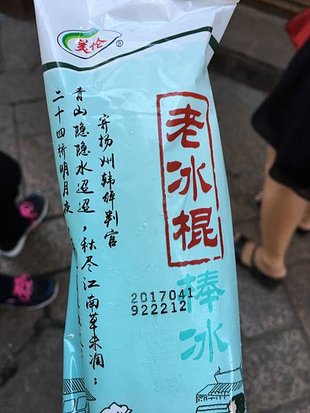 美伦®
老冰棍
棒冰
2017041
922212
寄扬州韩绰判官
青山隐隐水迢迢，秋尽江南草未凋；
二十四桥明月夜